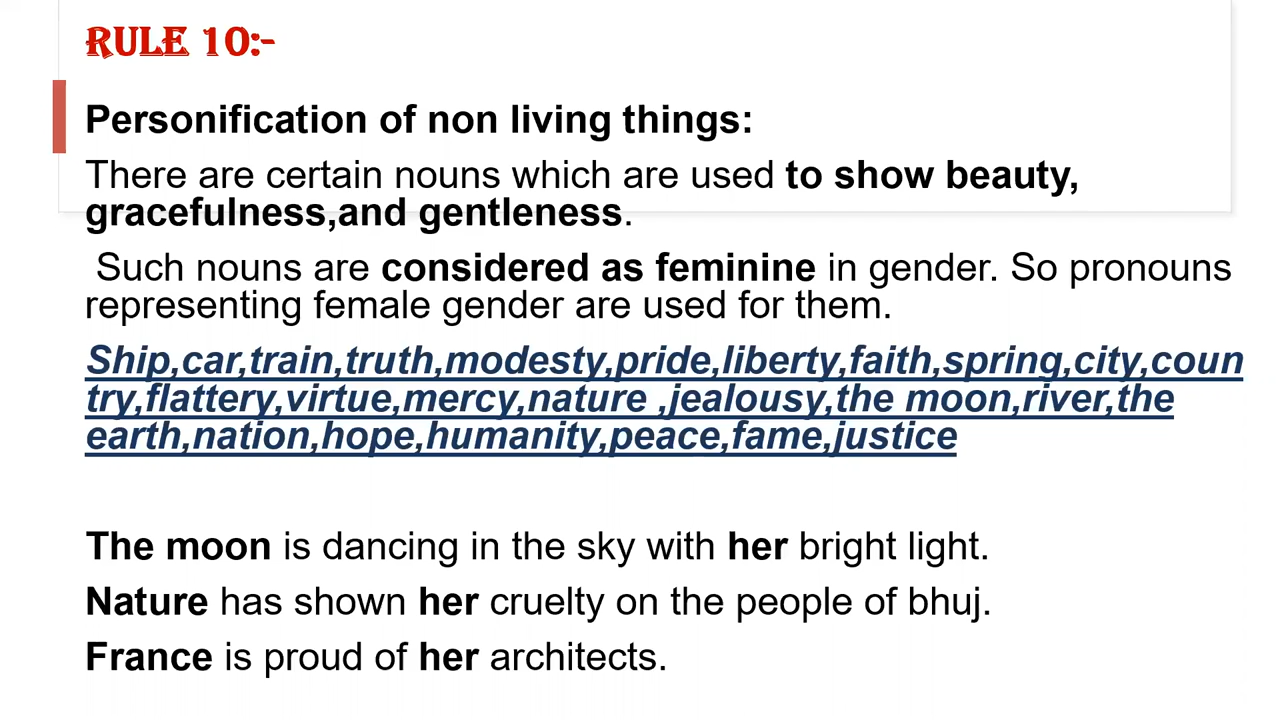 RULE 10:-
Personification of non living things:
There are certain nouns which are used to show beauty,
gracefulness,and gentleness.
Such nouns are considered as feminine in gender. So pronouns
representing female gender are used for them.
Ship,car,train,truth,modesty,pride,liberty,faith,spring,city,coun
try,flattery,virtue,mercy,nature ,jealousy,the moon,river,the
earth,nation,hope,humanity,peace,fame,justice
The moon is dancing in the sky with her bright light.
Nature has shown her cruelty on the people of bhuj.
France is proud of her architects.